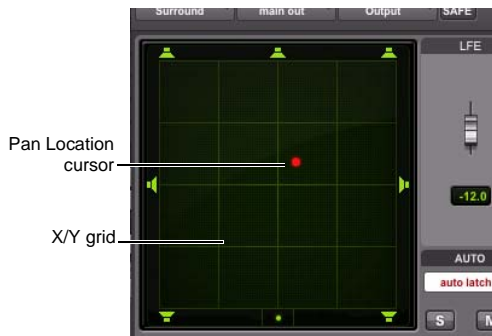 Surround
main out
Output
SAFE
LFE
Pan Location
cursor
-12.0
X/Y grid
AUTO
auto latch
S